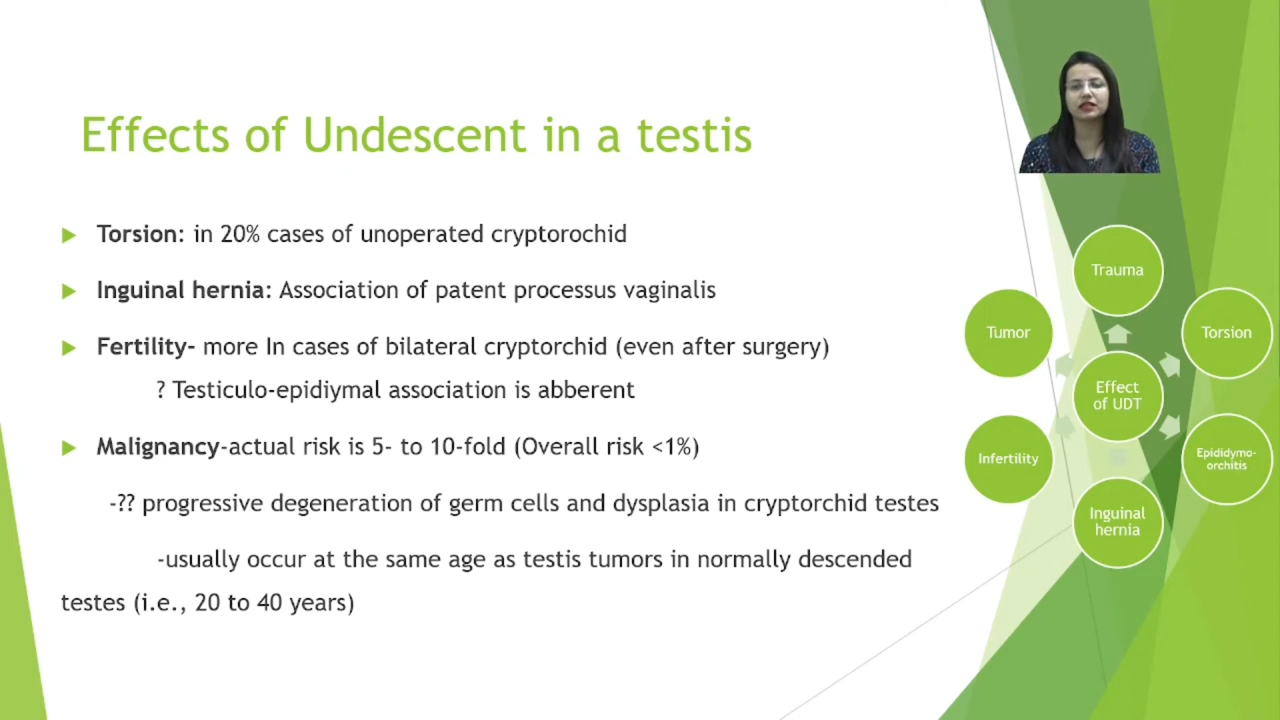 Effects of Undescent in a testis
Torsion: in 20% cases of unoperated cryptorochid
Inguinal hernia: Association of patent processus vaginalis
Fertility- more In cases of bilateral cryptorchid (even after surgery)
? Testiculo-epidiymal association is abberent
Malignancy-actual risk is 5- to 10-fold (Overall risk <1%)
-?? progressive degeneration of germ cells and dysplasia in cryptorchid testes
-usually occur at the same age as testis tumors in normally descended
testes (i.e., 20 to 40 years)
Trauma
Tumor
Torsion
Effect
of UDT
Infertility
Epididymo-
orchitis
Inguinal
hernia